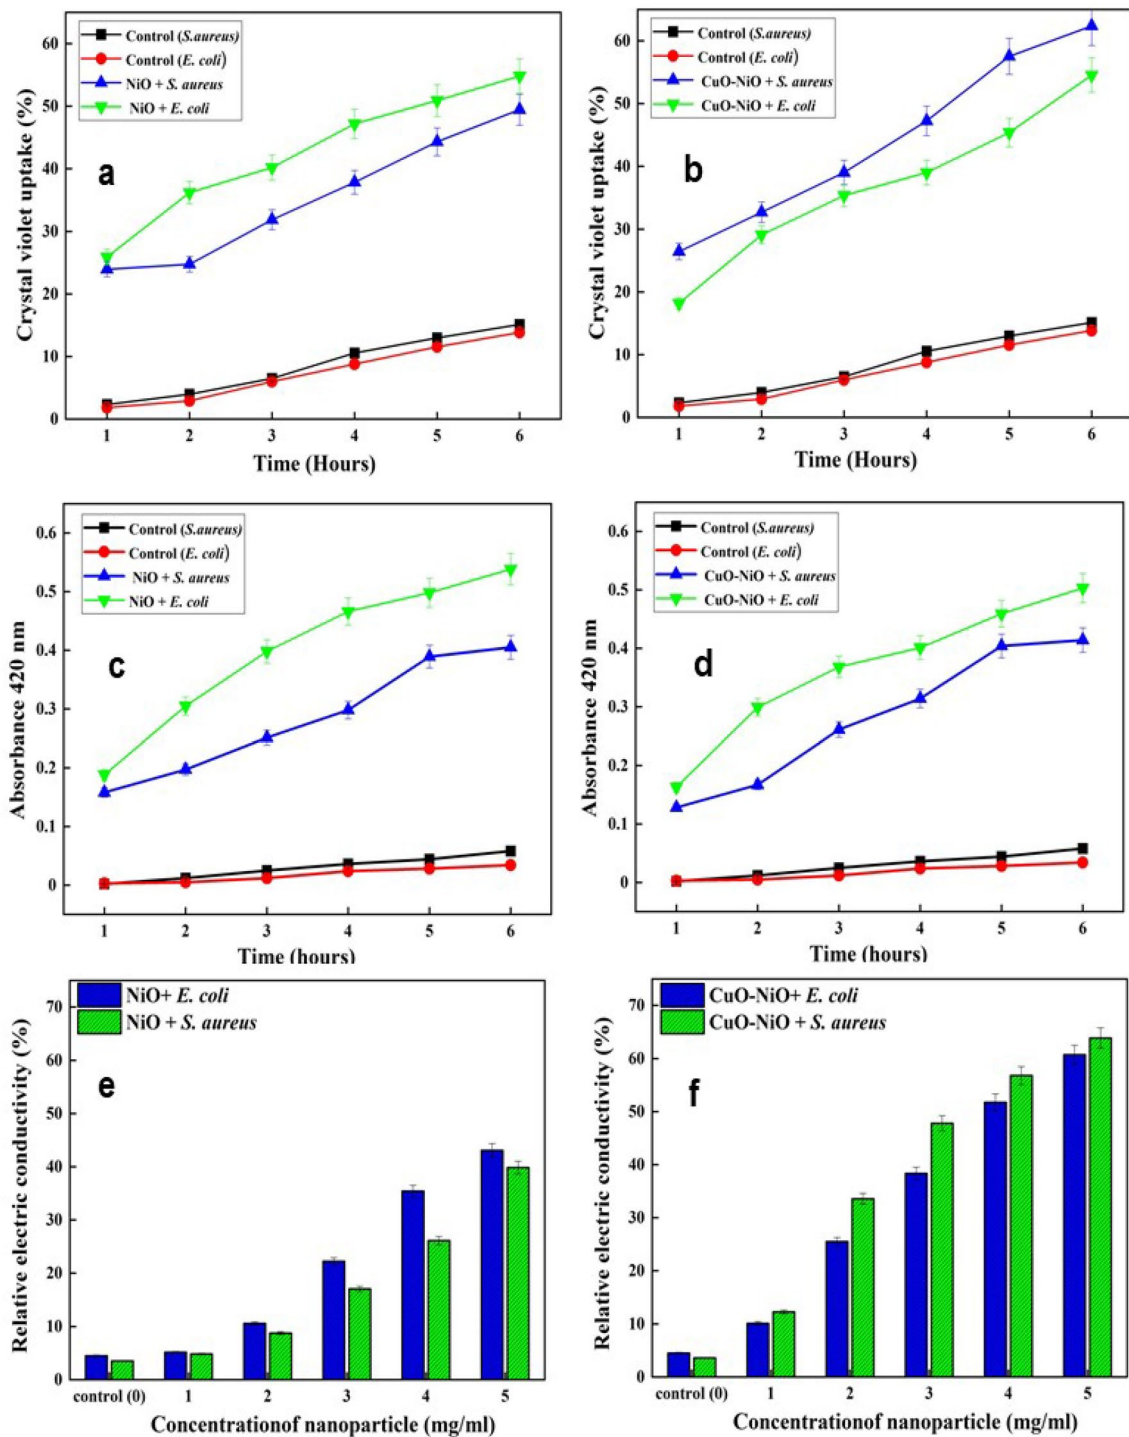 Control (S.aureus)
Control (E. coli)
NiO + S. aureus
NiO + E. coli
a
60
50
40
30
20
10
0
Crystal violet uptake (%)
1 2 3 4 5 6
Time (Hours)
Control (S.aureus)
Control (E. coli)
CuO-NiO + S. aureus
CuO-NiO + E. coli
b
60
50
40
30
20
10
0
Crystal violet uptake (%)
1 2 3 4 5 6
Time (Hours)
Control (S.aureus)
Control (E. coli)
NiO + S. aureus
NiO + E. coli
c
0.6
0.5
0.4
0.3
0.2
0.1
0
Absorbance 420 nm
1 2 3 4 5 6
Time (hours)
Control (S.aureus)
Control (E. coli)
CuO-NiO + S. aureus
CuO-NiO + E. coli
d
0.6
0.5
0.4
0.3
0.2
0.1
0
Absorbance 420 nm
1 2 3 4 5 6
Time (hours)
NiO+ E. coli
NiO + S. aureus
e
70
60
50
40
30
20
10
0
Relative electric conductivity (%)
control (0) 1 2 3 4 5
Concentrationof nanoparticle (mg/ml)
CuO-NiO+ E. coli
CuO-NiO + S. aureus
f
70
60
50
40
30
20
10
0
Relative electric conductivity (%)
control (0) 1 2 3 4 5
Concentrationof nanoparticle (mg/ml)